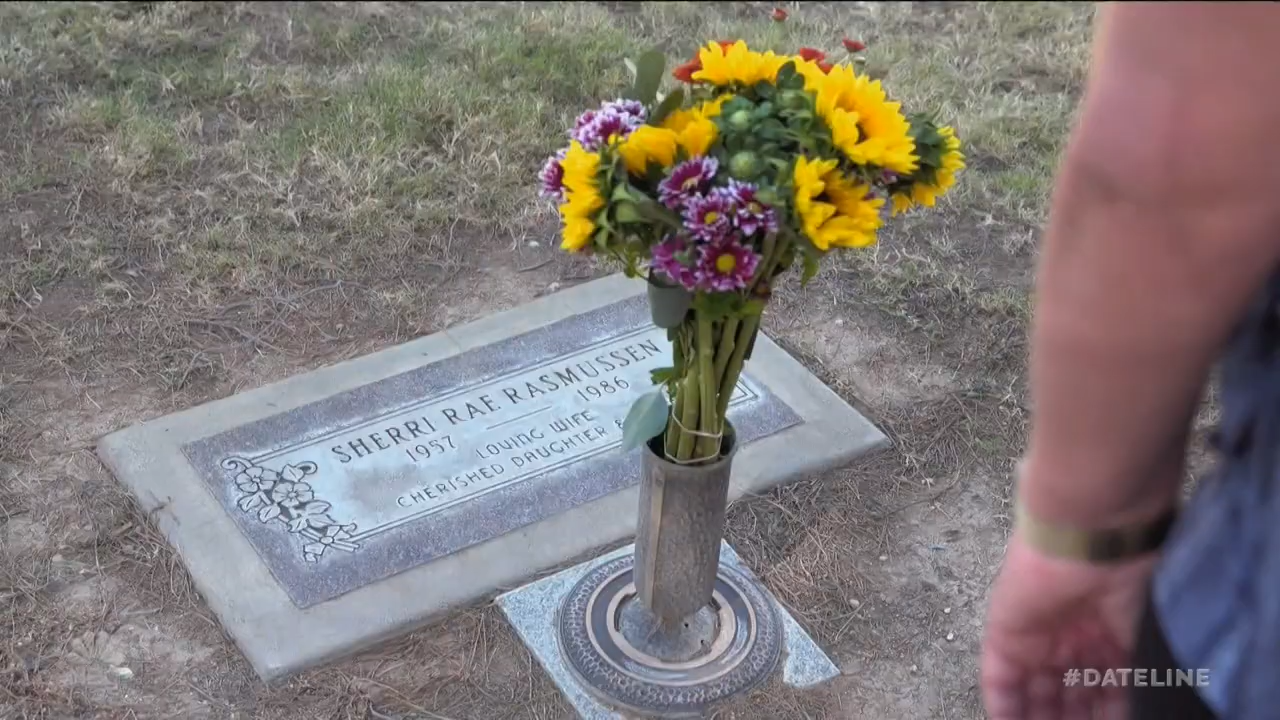 SHERRI RAE RASMUSSEN
1957 — 1986
LOVING WIFE
CHERISHED DAUGHTER &
#DATELINE